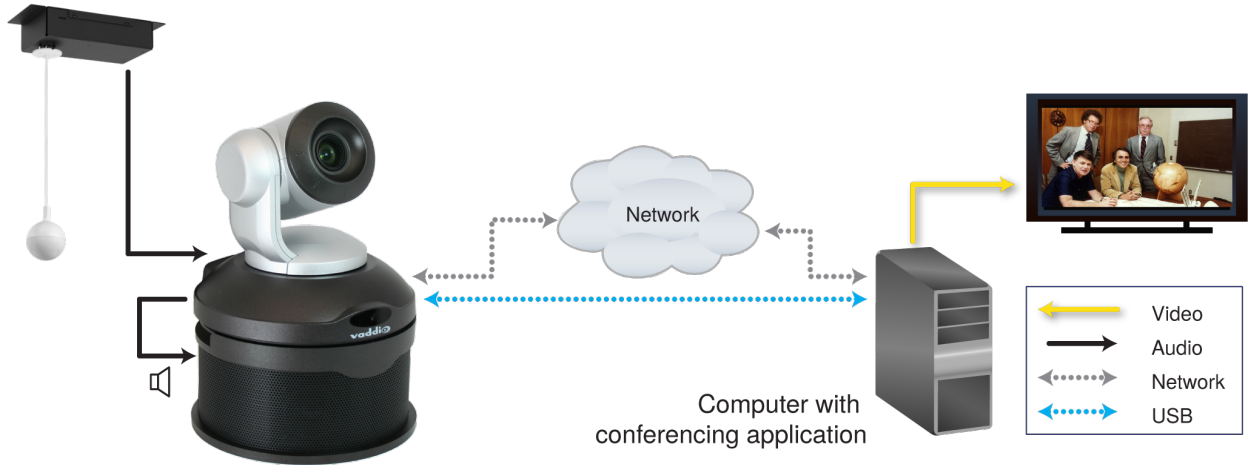 Network
vaddio
Computer with
conferencing application
Video
Audio
Network
USB